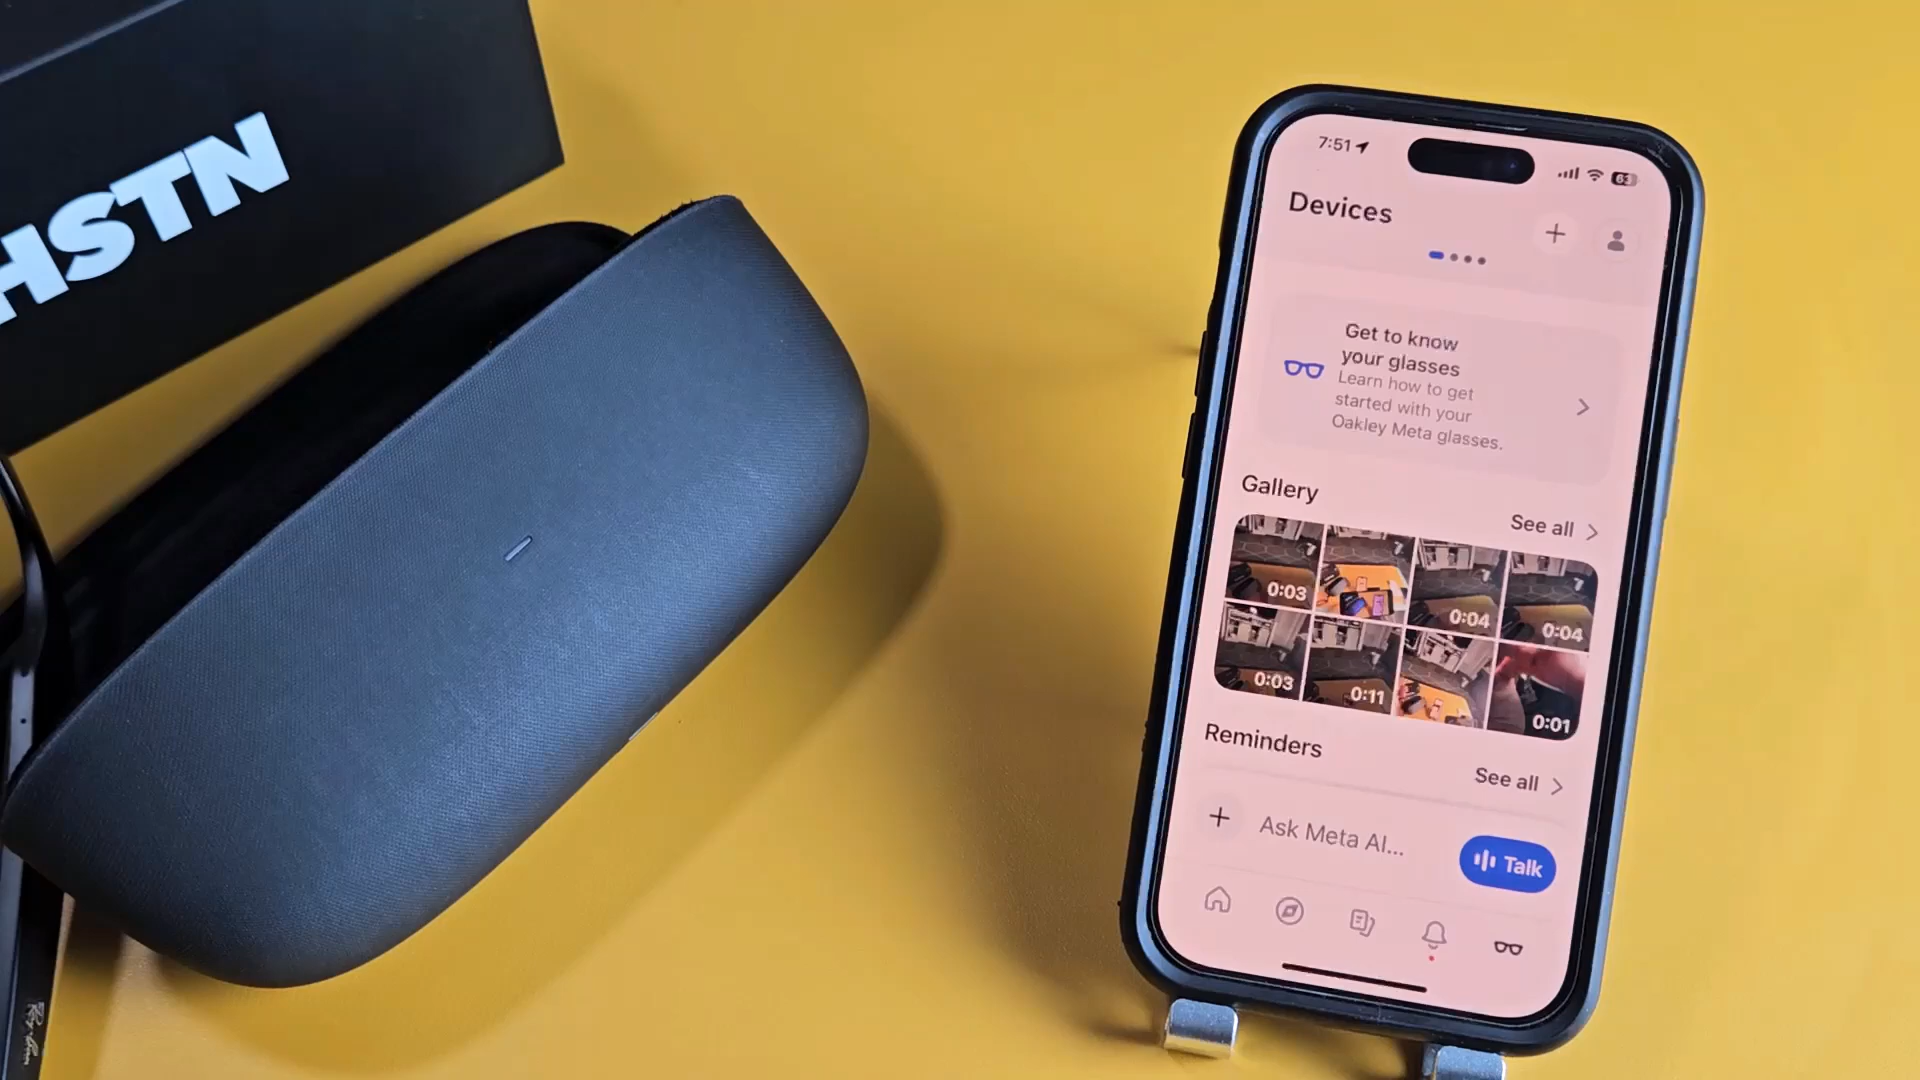 HSTN
7:51
63
Devices
Get to know
your glasses
Learn how to get
started with your
Oakley Meta glasses.
Gallery
See all
0:03
0:04
0:04
0:03
0:11
0:01
Reminders
See all
Ask Meta AI...
Talk